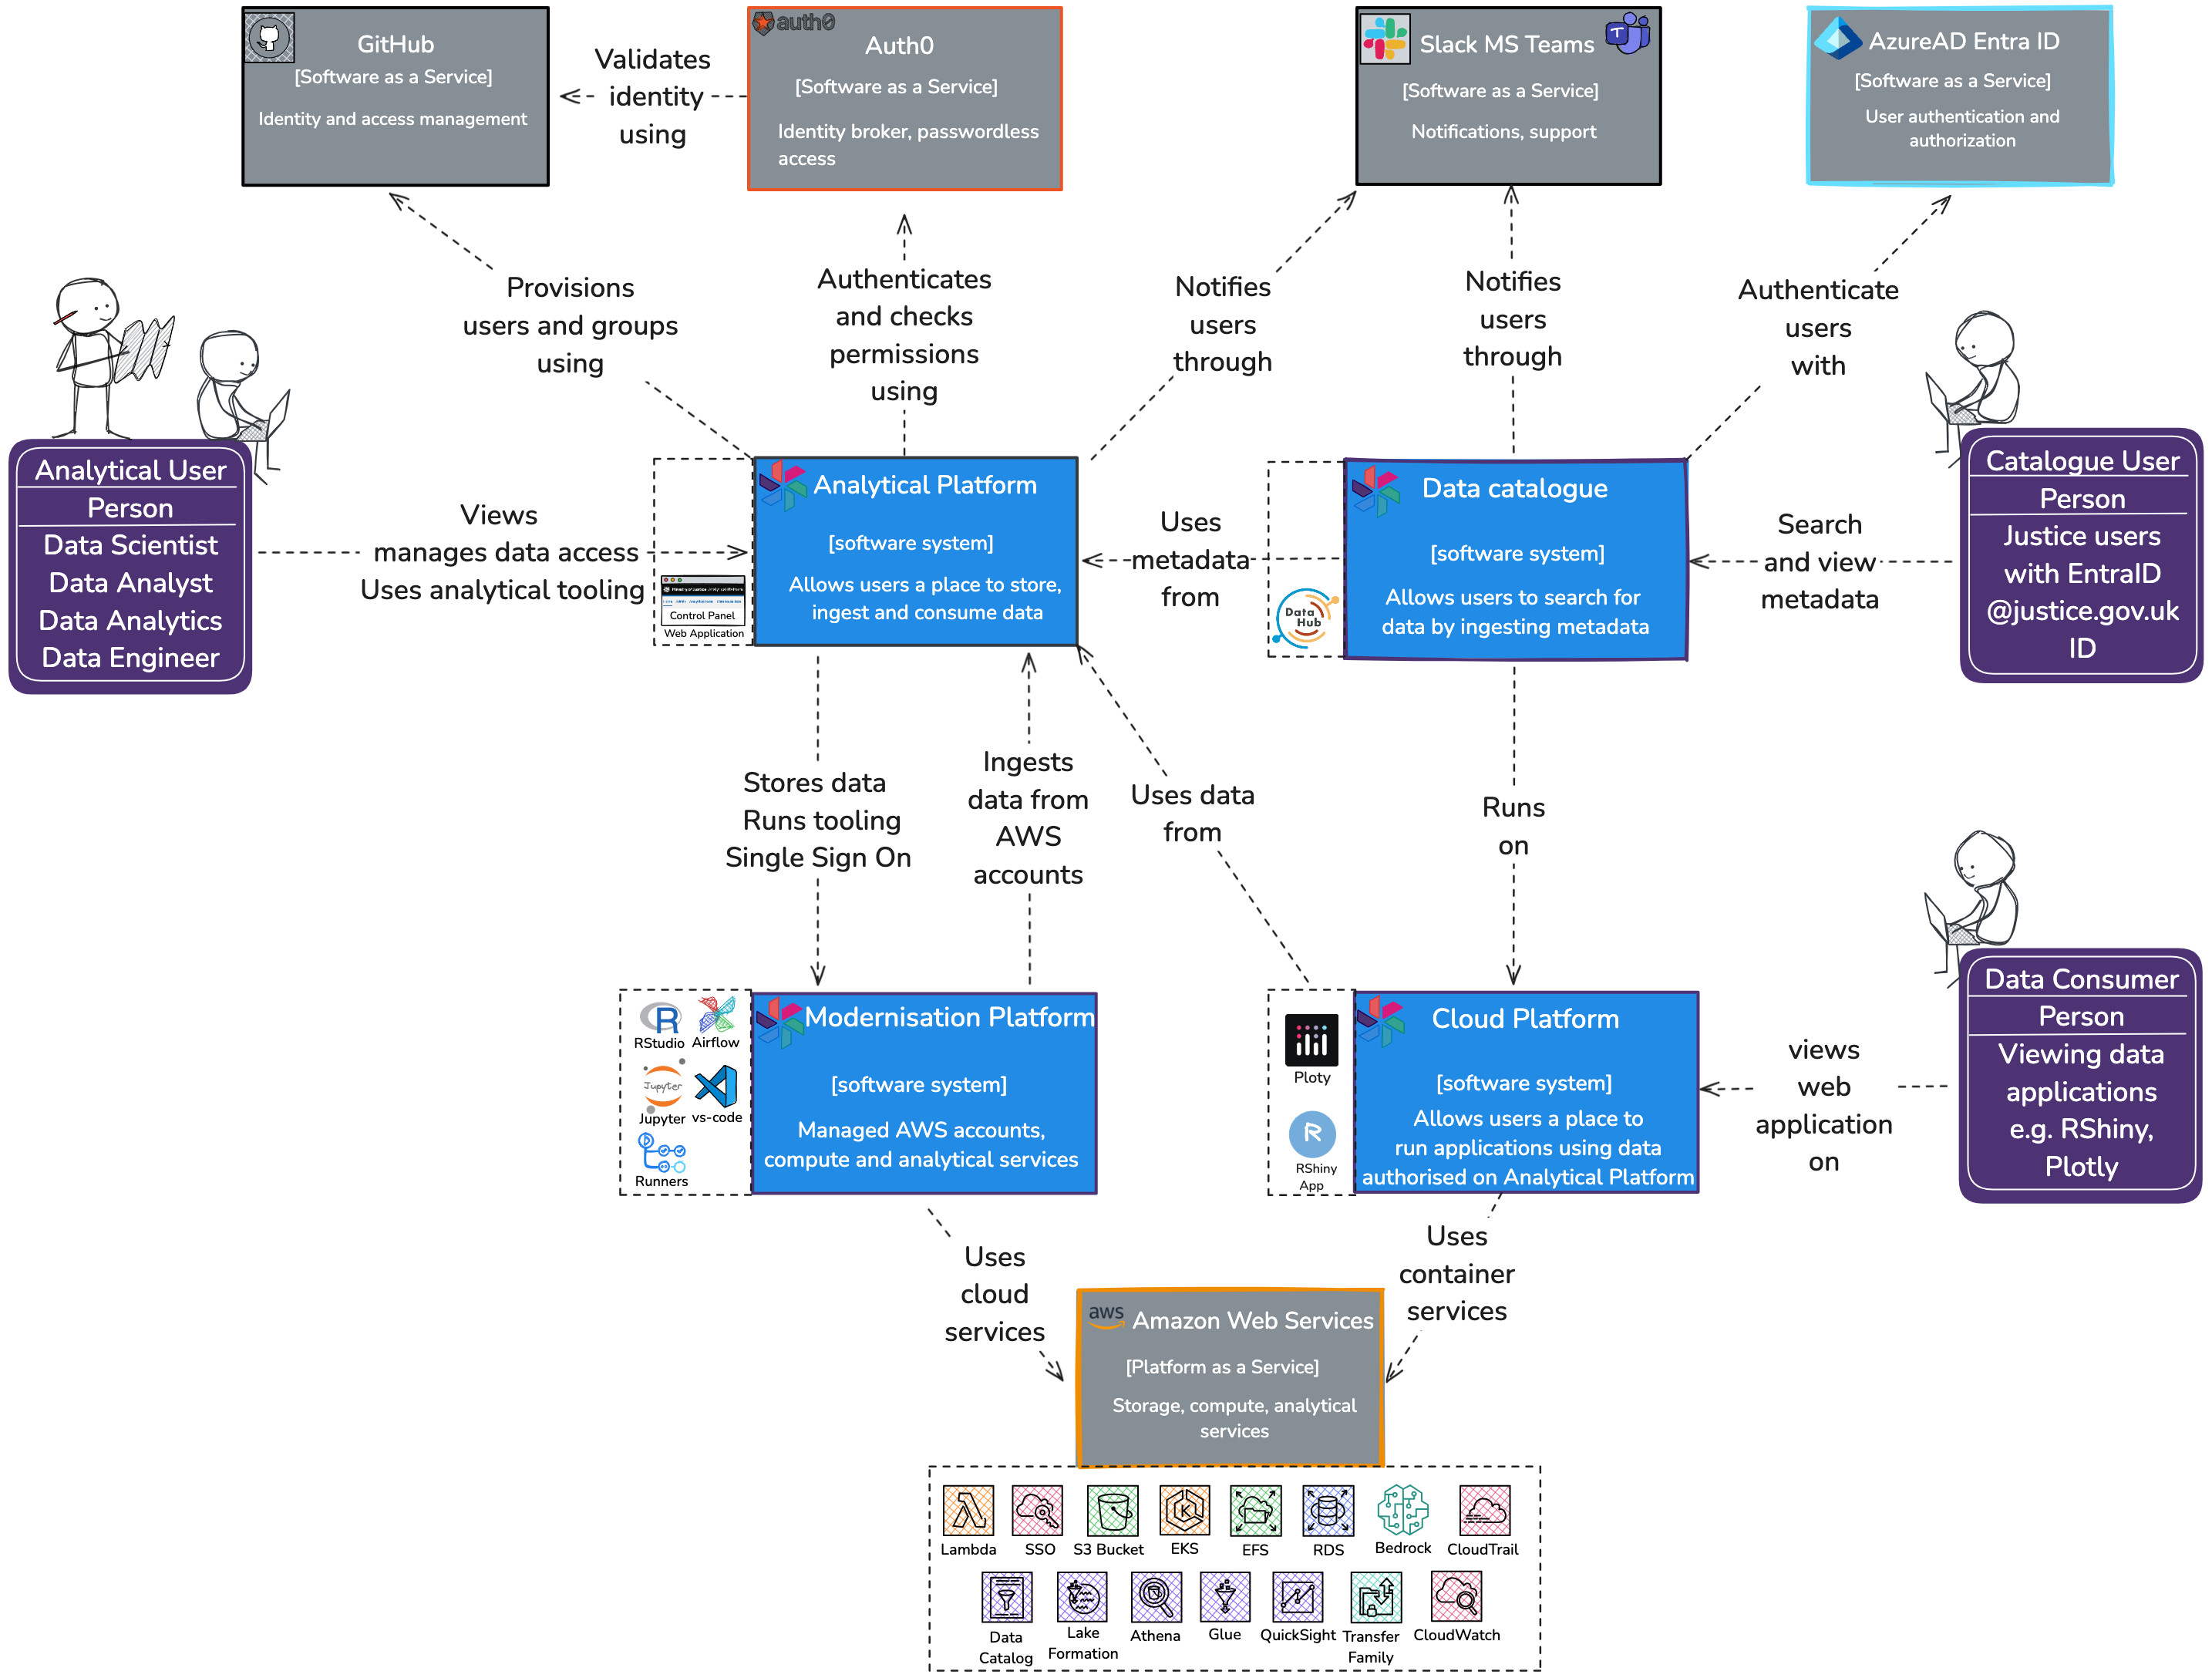 GitHub
[Software as a Service]
Identity and access management
Validates
identity
using
auth0
Auth0
[Software as a Service]
Identity broker, passwordless
access
Slack MS Teams
[Software as a Service]
Notifications, support
AzureAD Entra ID
[Software as a Service]
User authentication and
authorization
Provisions
users and groups
using
Authenticates
and checks
permissions
using
Notifies
users
through
Notifies
users
through
Authenticate
users
with
Analytical User
Person
Data Scientist
Data Analyst
Data Analytics
Data Engineer
Views
manages data access
Uses analytical tooling
Control Panel
Web Application
Analytical Platform
[software system]
Allows users a place to store,
ingest and consume data
Uses
metadata
from
Data
Hub
Data catalogue
[software system]
Allows users to search for
data by ingesting metadata
Search
and view
metadata
Catalogue User
Person
Justice users
with EntraID
@justice.gov.uk
ID
Stores data
Runs tooling
Single Sign On
Ingests
data from
AWS
accounts
Uses data
from
Runs
on
RStudio
Airflow
Jupyter
Jupyter
vs-code
Runners
Modernisation Platform
[software system]
Managed AWS accounts,
compute and analytical services
Ploty
RShiny
App
Cloud Platform
[software system]
Allows users a place to
run applications using data
authorised on Analytical Platform
views
web
application
on
Data Consumer
Person
Viewing data
applications
e.g. RShiny,
Plotly
Uses
cloud
services
Uses
container
services
aws
Amazon Web Services
[Platform as a Service]
Storage, compute, analytical
services
Lambda
SSO
S3 Bucket
EKS
EFS
RDS
Bedrock
CloudTrail
Data
Catalog
Lake
Formation
Athena
Glue
QuickSight
Transfer
Family
CloudWatch